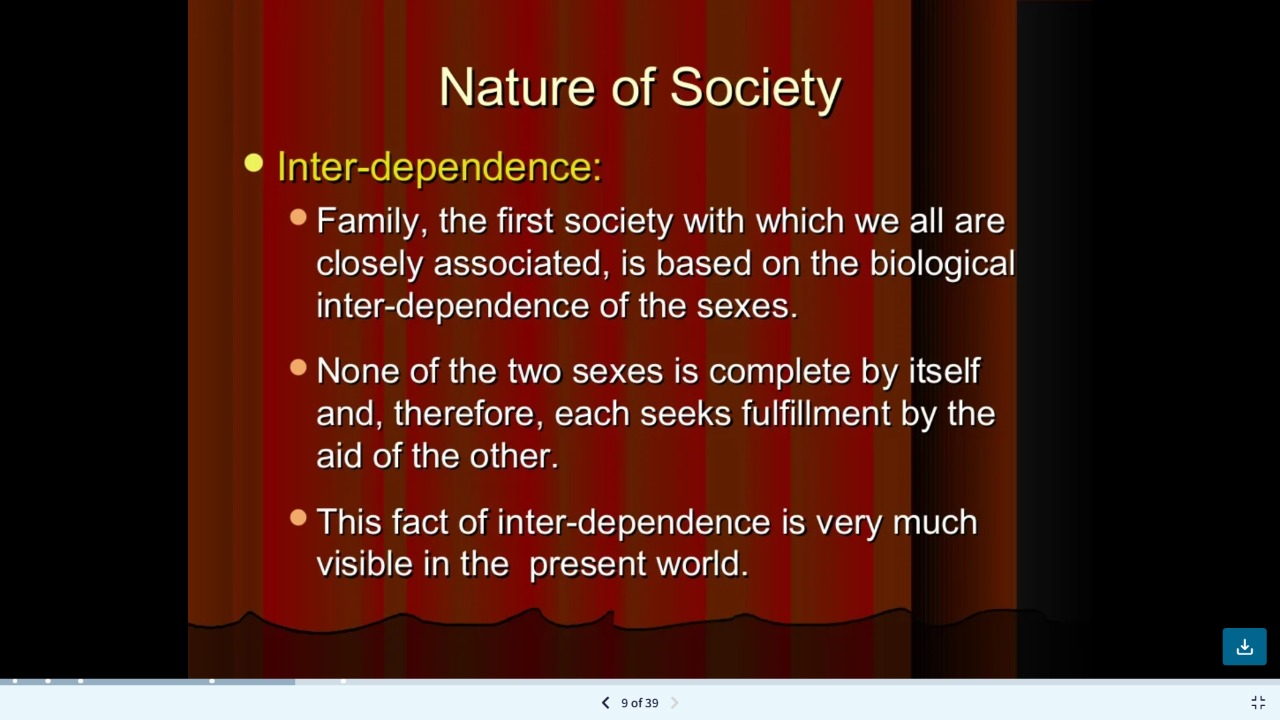 Nature of Society
Inter-dependence:
Family, the first society with which we all are
closely associated, is based on the biological
inter-dependence of the sexes.
None of the two sexes is complete by itself
and, therefore, each seeks fulfillment by the
aid of the other.
This fact of inter-dependence is very much
visible in the  present world.
9 of 39